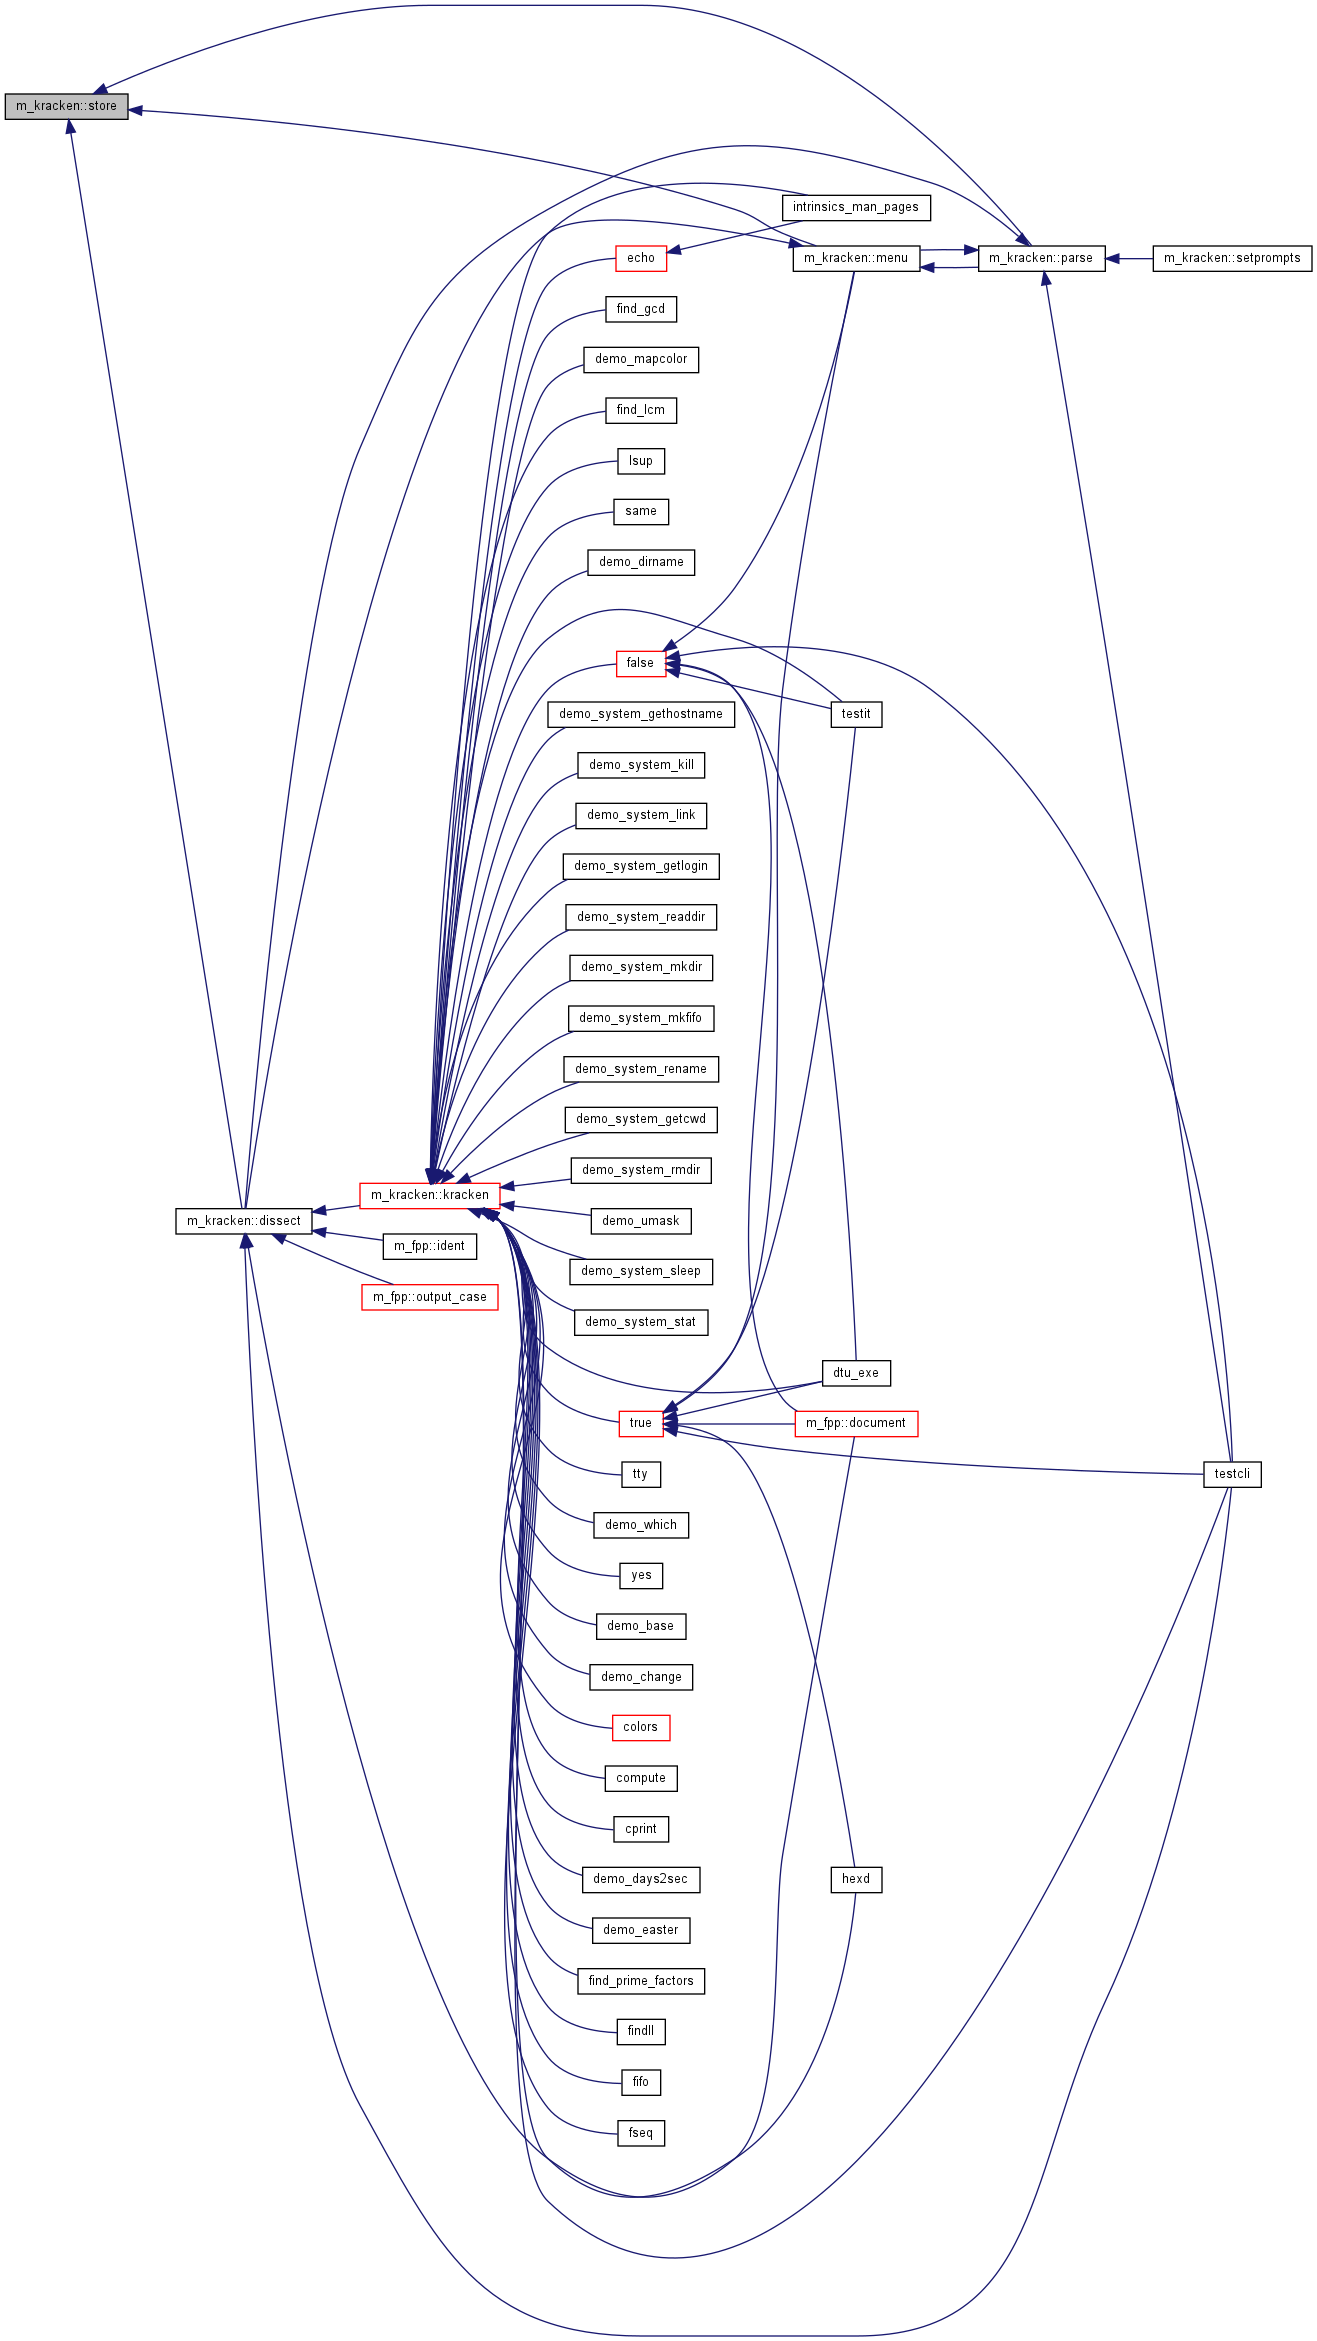 m_kracken::store
intrinsics_man_pages
echo
m_kracken::menu
m_kracken::parse
m_kracken::setprompts
find_gcd
demo_mapcolor
find_lcm
lsup
same
demo_dirname
false
demo_system_gethostname
testit
demo_system_kill
demo_system_link
demo_system_getlogin
demo_system_readdir
demo_system_mkdir
demo_system_mkfifo
demo_system_rename
demo_system_getcwd
demo_system_rmdir
m_kracken::kracken
m_kracken::dissect
demo_umask
m_fpp::ident
demo_system_sleep
m_fpp::output_case
demo_system_stat
dtu_exe
true
m_fpp::document
tty
testcli
demo_which
yes
demo_base
demo_change
colors
compute
cprint
demo_days2sec
hexd
demo_easter
find_prime_factors
findll
fifo
fseq